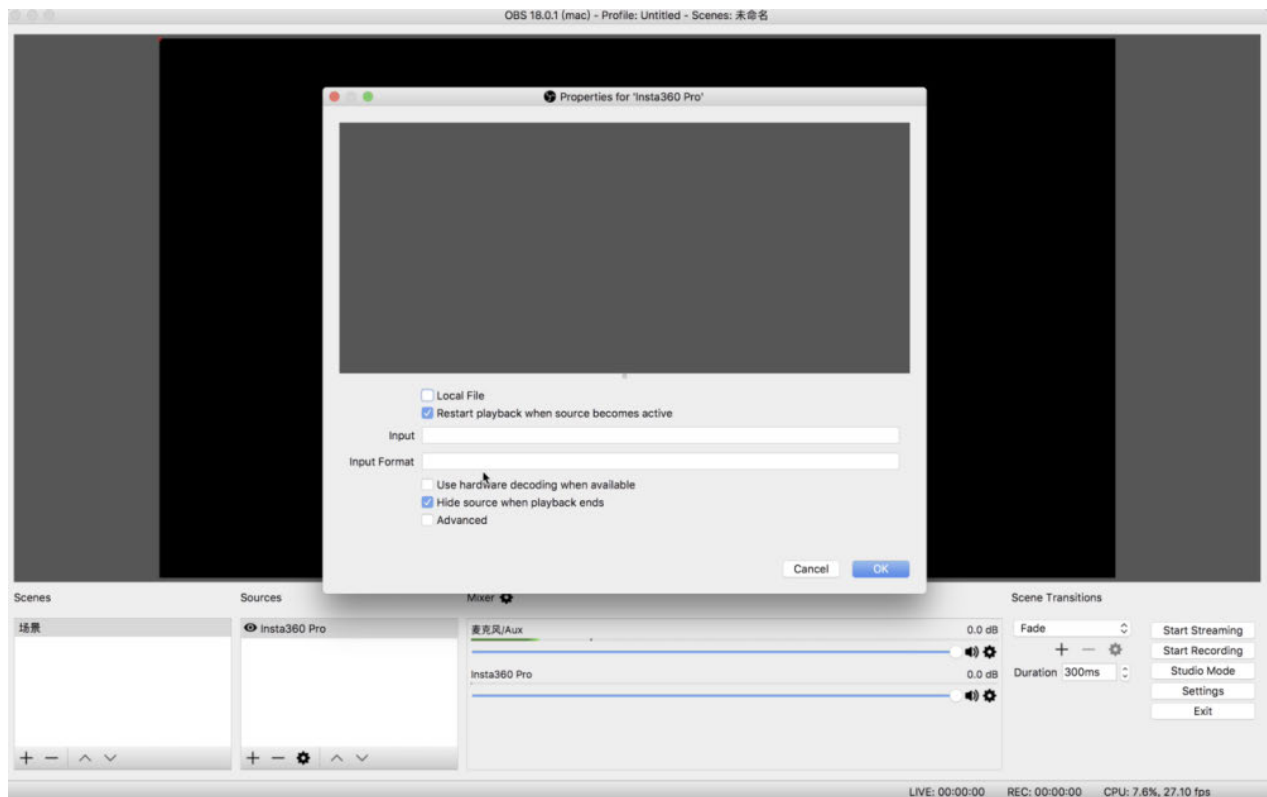 OBS 18.0.1 (mac) - Profile: Untitled - Scenes: 未命名
Properties for 'Insta360 Pro'
Local File
Restart playback when source becomes active
Input
Input Format
Use hardware decoding when available
Hide source when playback ends
Advanced
Cancel OK
Scenes Sources Mixer Scene Transitions
场景 Insta360 Pro 麦克风/Aux 0.0 dB Fade Start Streaming
Start Recording
Insta360 Pro 0.0 dB Duration 300ms Studio Mode
Settings
Exit
LIVE: 00:00:00 REC: 00:00:00 CPU: 7.6%, 27.10 fps